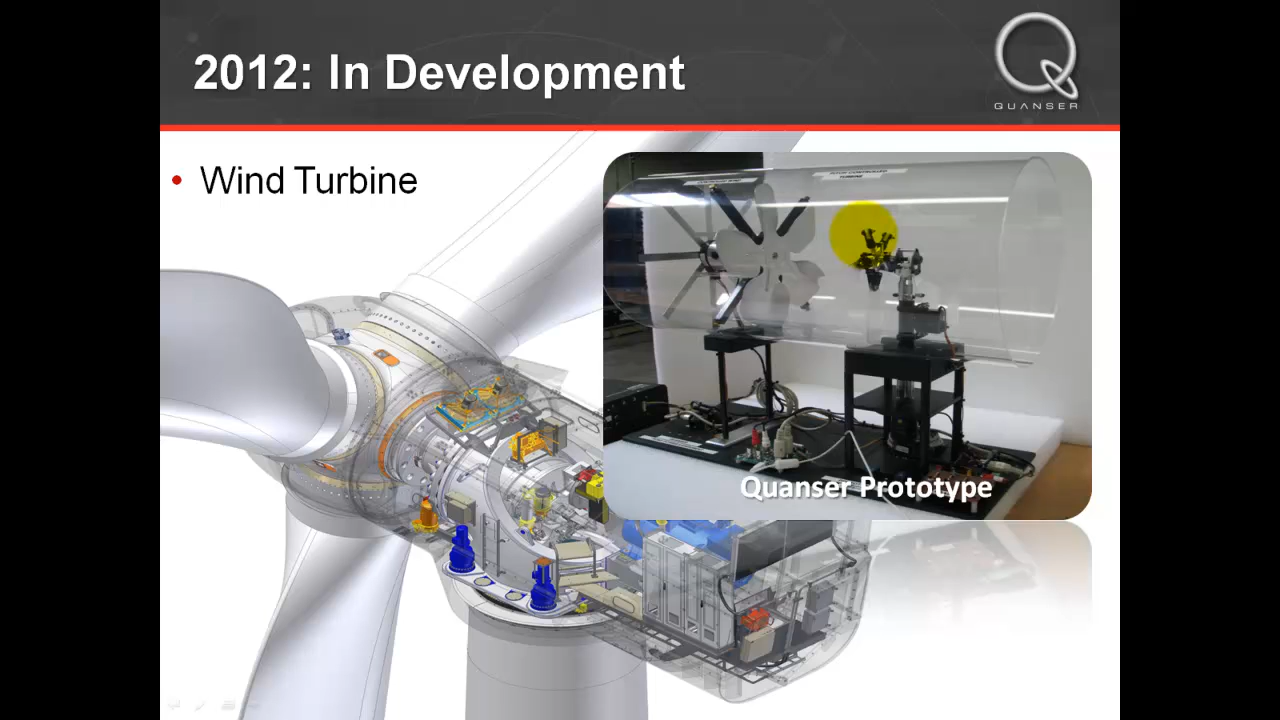 2012: In Development
QUANSER
• Wind Turbine
Quanser Prototype